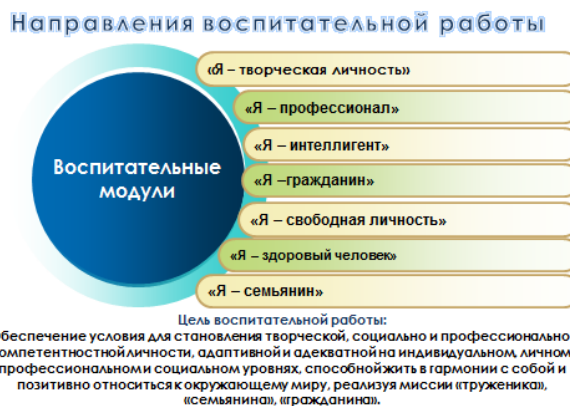 Направления воспитательной работы
«Я – творческая личность»
«Я – профессионал»
«Я – интеллигент»
Воспитательные
модули
«Я –гражданин»
«Я – свободная личность»
«Я – здоровый человек»
«Я – семьянин»
Цель воспитательной работы:
беспечение условия для становления творческой, социально и профессионально
омпетентностной личности, адаптивной и адекватной на индивидуальном, личном
профессиональном и социальном уровнях, способной жить в гармонии с собой и
позитивно относиться к окружающему миру, реализуя миссии «труженика»,
«семьянина», «гражданина».